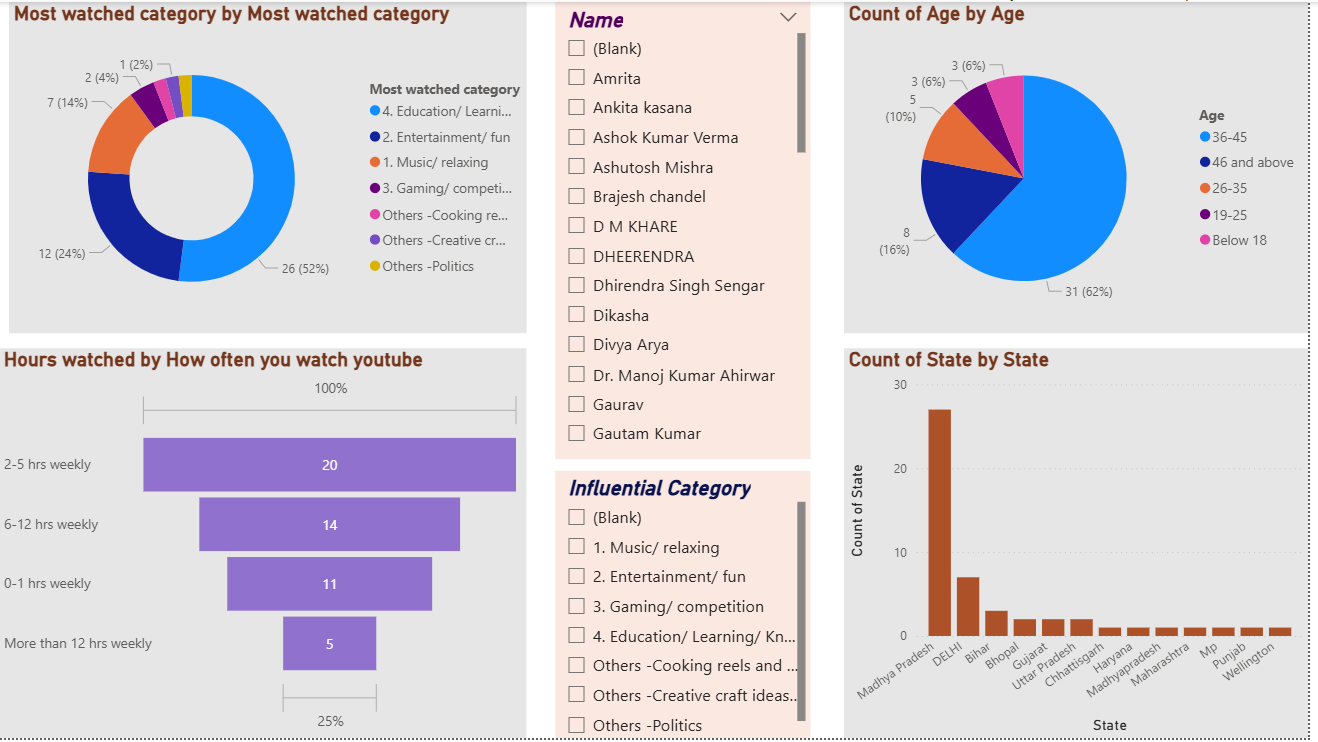 Most watched category by Most watched category
1 (2%)
2 (4%)
7 (14%)
12 (24%)
26 (52%)
Most watched category
4. Education/ Learni...
2. Entertainment/ fun
1. Music/ relaxing
3. Gaming/ competi...
Others -Cooking re...
Others -Creative cr...
Others -Politics
Name
(Blank)
Amrita
Ankita kasana
Ashok Kumar Verma
Ashutosh Mishra
Brajesh chandel
D M KHARE
DHEERENDRA
Dhirendra Singh Sengar
Dikasha
Divya Arya
Dr. Manoj Kumar Ahirwar
Gaurav
Gautam Kumar
Count of Age by Age
3 (6%)
3 (6%)
5
(10%)
8
(16%)
31 (62%)
Age
36-45
46 and above
26-35
19-25
Below 18
Hours watched by How often you watch youtube
100%
2-5 hrs weekly
20
6-12 hrs weekly
14
0-1 hrs weekly
11
More than 12 hrs weekly
5
25%
Influential Category
(Blank)
1. Music/ relaxing
2. Entertainment/ fun
3. Gaming/ competition
4. Education/ Learning/ Kn...
Others -Cooking reels and ...
Others -Creative craft ideas...
Others -Politics
Count of State by State
Count of State
30
20
10
0
Madhya Pradesh
DELHI
Bihar
Bhopal
Gujarat
Uttar Pradesh
Chhattisgarh
Haryana
Madhyapradesh
Maharashtra
Mp
Punjab
Wellington
State